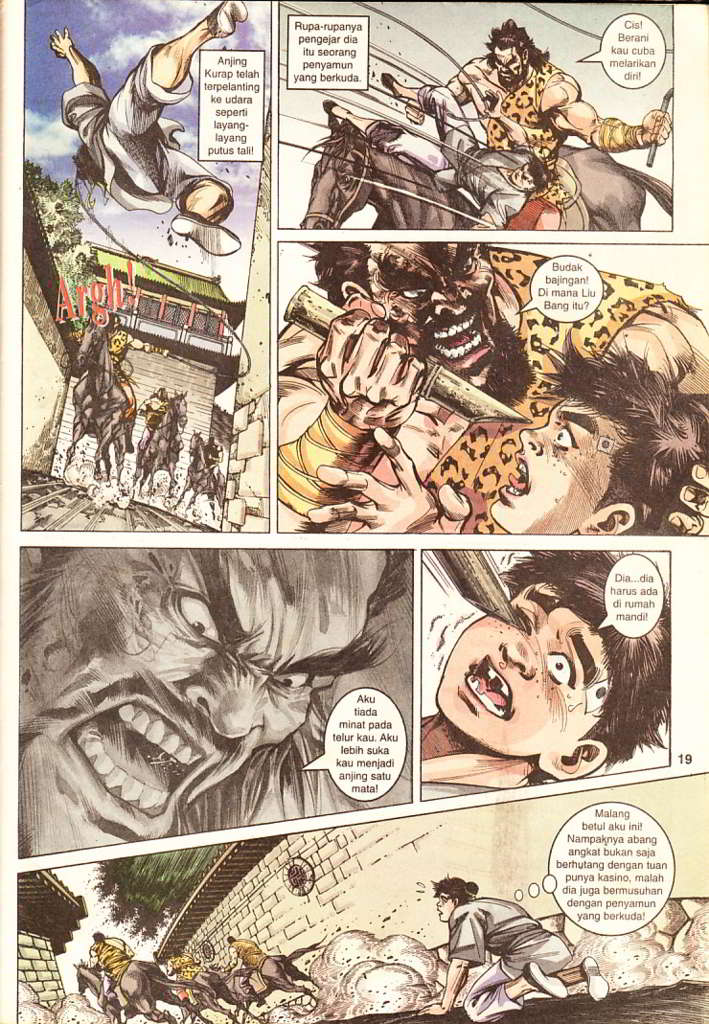 Anjing
Kurap telah
terpelanting
ke udara
seperti
layang-
layang
putus tali!
Argh!
Rupa-rupanya
pengejar dia
itu seorang
penyamun
yang berkuda.
Cis!
Berani
kau cuba
melarikan
diri!
Budak
bajingan!
Di mana Liu
Bang itu?
Aku
tiada
minat pada
telur kau. Aku
lebih suka
kau menjadi
anjing satu
mata!
Dia...dia
harus ada
di rumah
mandi!
19
Malang
betul aku ini!
Nampaknya abang
angkat bukan saja
berhutang dengan tuan
punya kasino, malah
dia juga bermusuhan
dengan penyamun
yang berkuda!